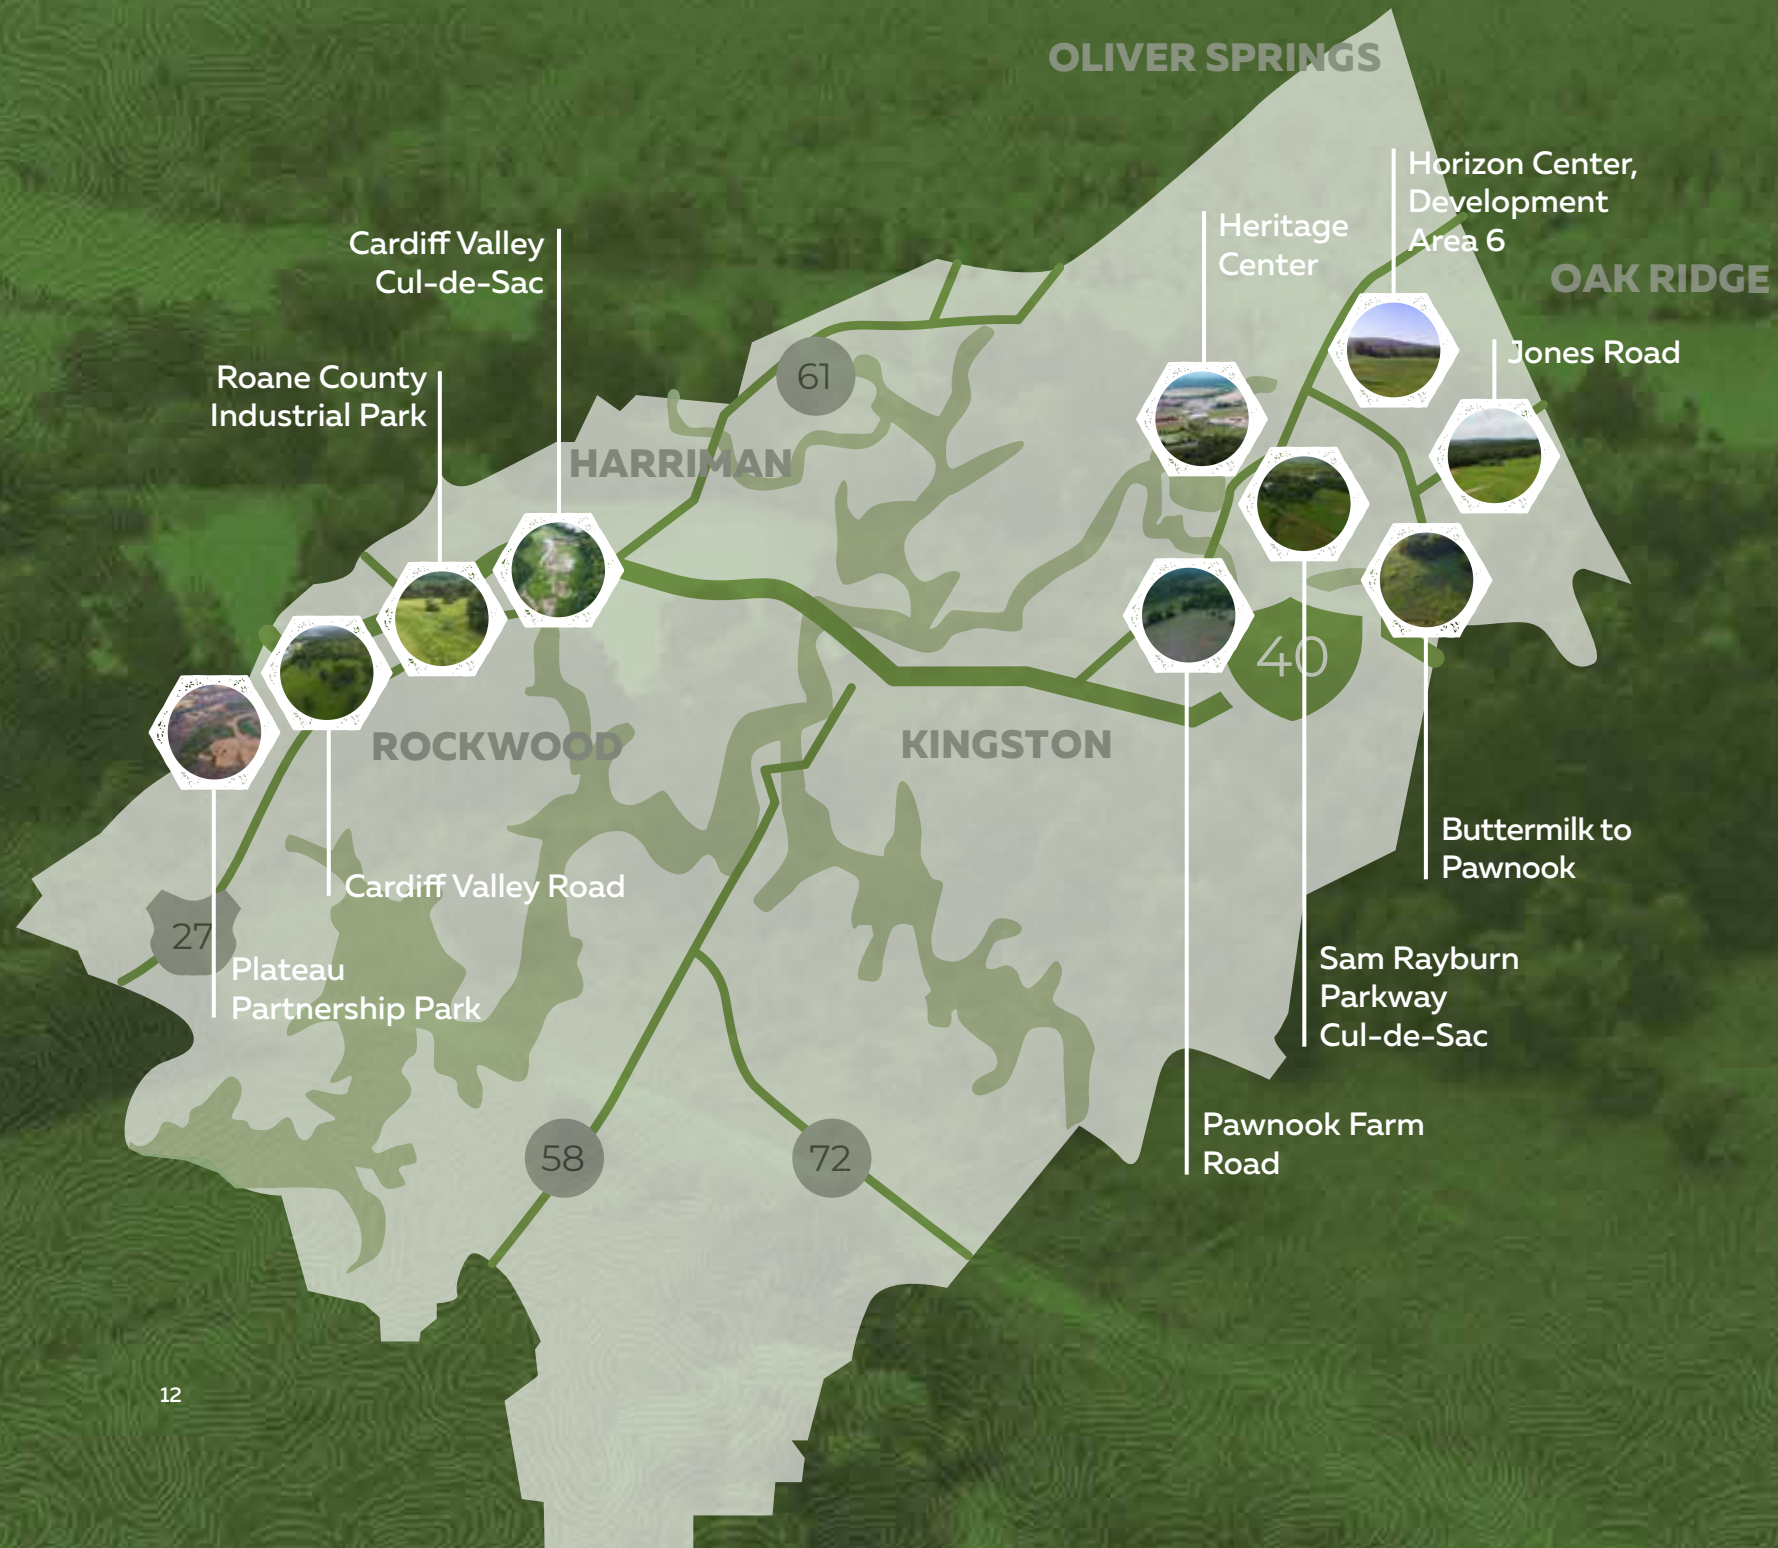 OLIVER SPRINGS
Horizon Center,
Development
Area 6
Heritage
Center
Cardiff Valley
Cul-de-Sac
OAK RIDGE
Jones Road
Roane County
Industrial Park
61
HARRIMAN
40
ROCKWOOD
KINGSTON
Buttermilk to
Pawnook
Cardiff Valley Road
27
Plateau
Partnership Park
Sam Rayburn
Parkway
Cul-de-Sac
Pawnook Farm
Road
58
72
12